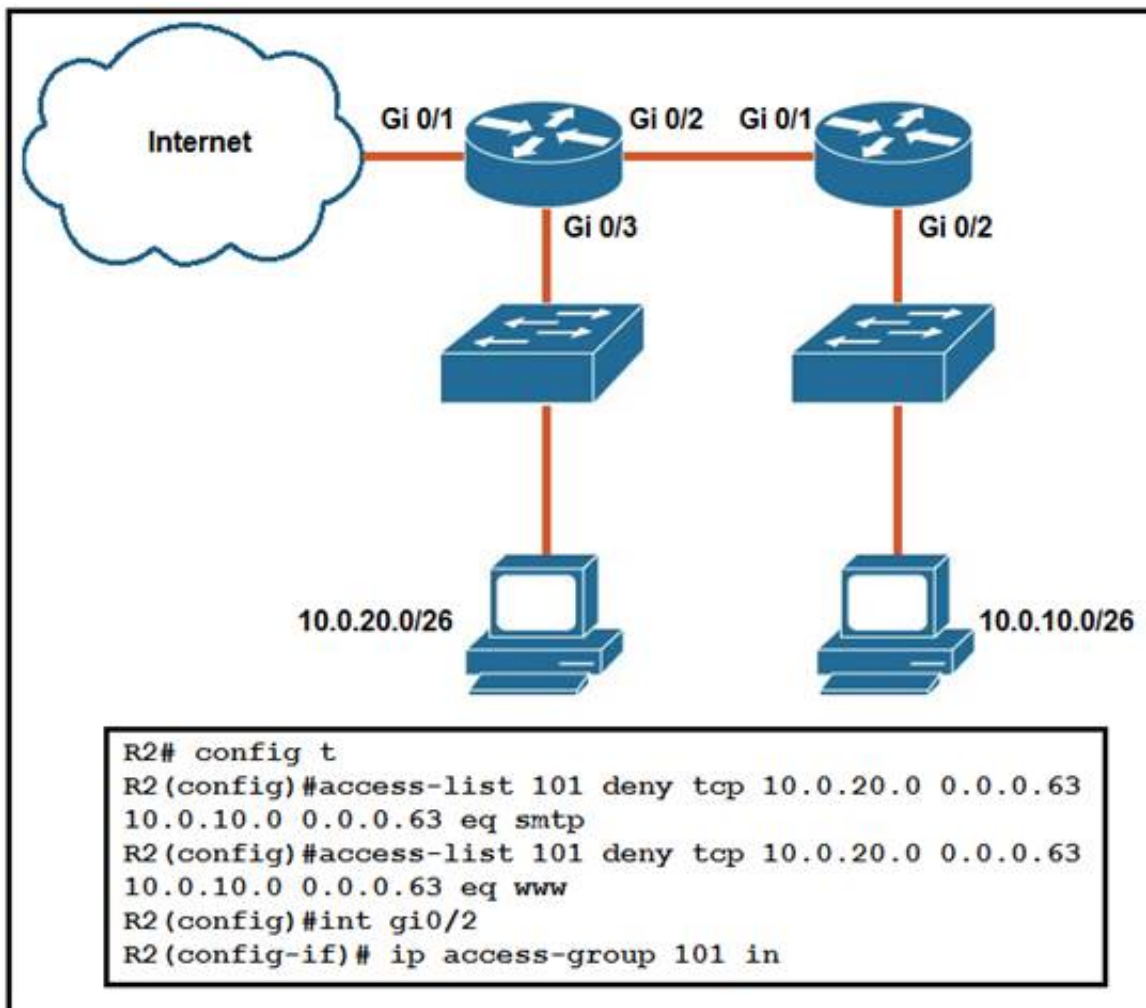 Internet
Gi 0/1
Gi 0/2
Gi 0/1
Gi 0/3
Gi 0/2
10.0.20.0/26
10.0.10.0/26
R2# config t
R2(config)#access-list 101 deny tcp 10.0.20.0 0.0.0.63
10.0.10.0 0.0.0.63 eq smtp
R2(config)#access-list 101 deny tcp 10.0.20.0 0.0.0.63
10.0.10.0 0.0.0.63 eq www
R2(config)#int gi0/2
R2(config-if)# ip access-group 101 in